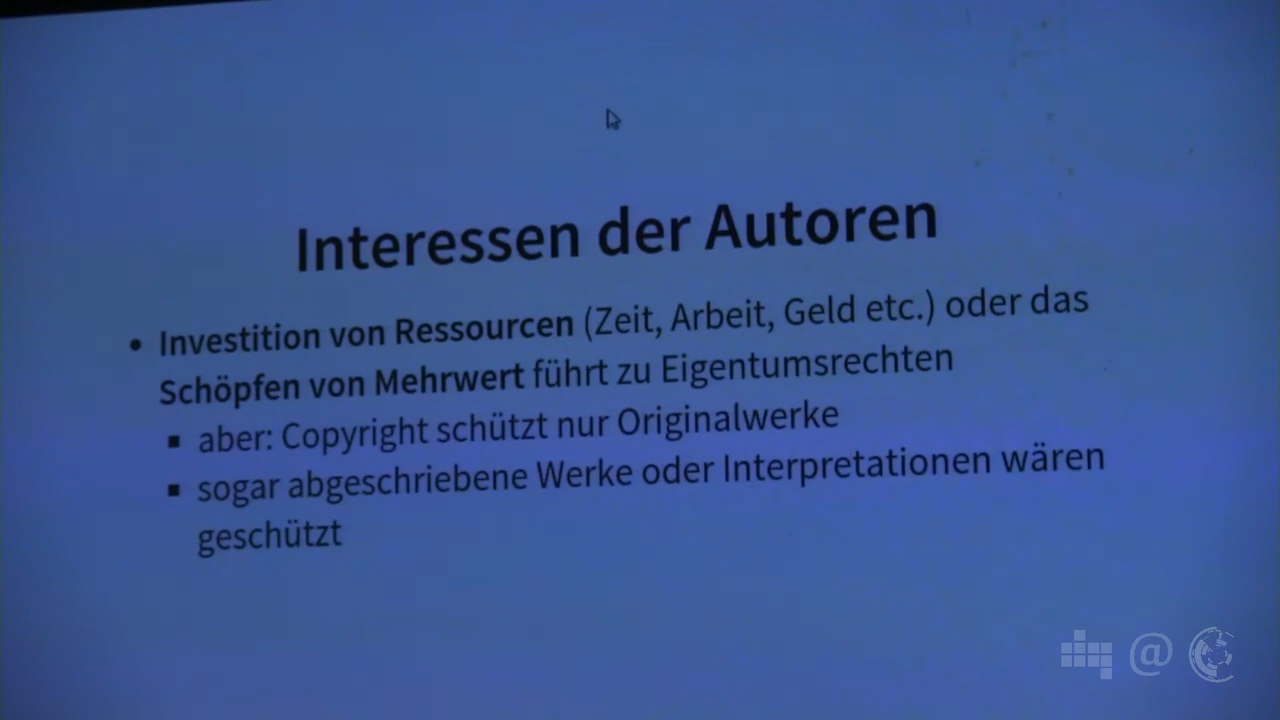 Interessen der Autoren
• Investition von Ressourcen (Zeit, Arbeit, Geld etc.) oder das
Schöpfen von Mehrwert führt zu Eigentumsrechten
▪ aber: Copyright schützt nur Originalwerke
▪ sogar abgeschriebene Werke oder Interpretationen wären
geschützt
@